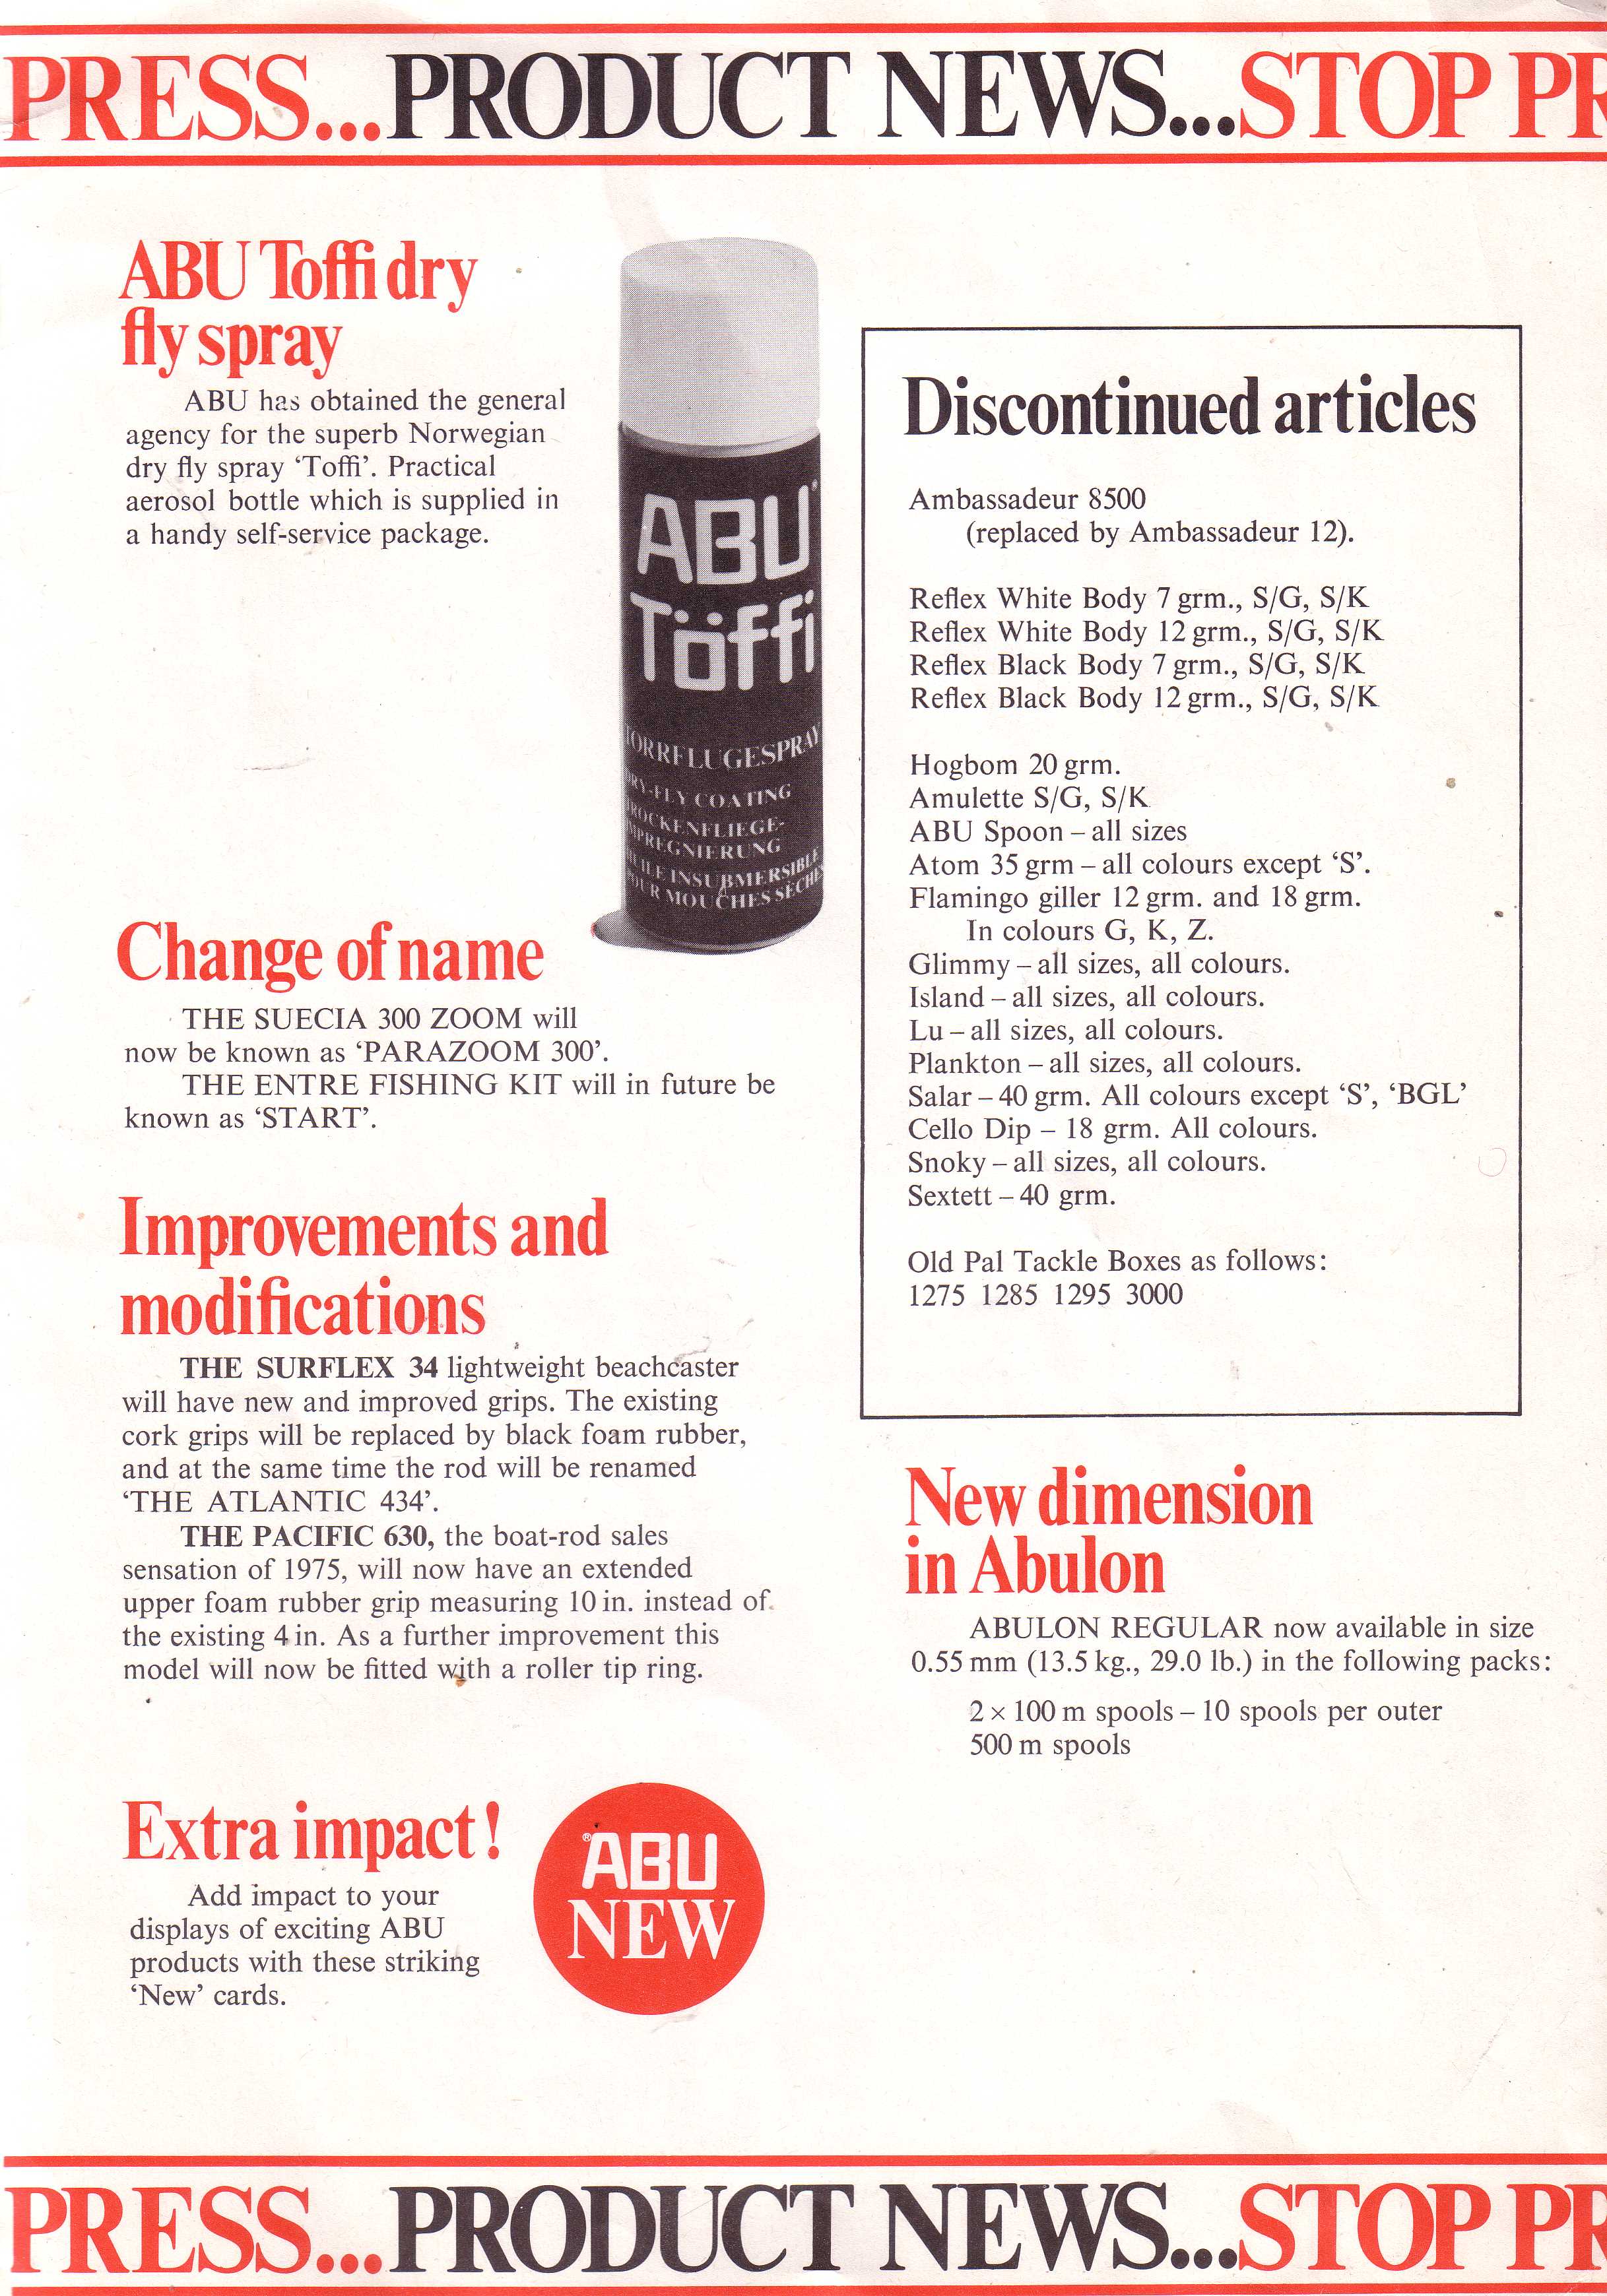 PRESS...PRODUCT NEWS...STOP PR
ABU Toffi dry
fly spray
ABU has obtained the general
agency for the superb Norwegian
dry fly spray ‘Toffi’. Practical
aerosol bottle which is supplied in
a handy self-service package.
ABU
Töffi
TORRFLUGESPRAY
DRY-FLY COATING
ROCKENFLIEGE-
MPREGNIERUNG
HUILE INSUBMERSIBLE
POUR MOUCHES SÈCHES
Change of name
THE SUECIA 300 ZOOM will
now be known as ‘PARAZOOM 300’.
THE ENTRE FISHING KIT will in future be
known as ‘START’.
Improvements and
modifications
THE SURFLEX 34 lightweight beachcaster
will have new and improved grips. The existing
cork grips will be replaced by black foam rubber,
and at the same time the rod will be renamed
‘THE ATLANTIC 434’.
THE PACIFIC 630, the boat-rod sales
sensation of 1975, will now have an extended
upper foam rubber grip measuring 10 in. instead of
the existing 4 in. As a further improvement this
model will now be fitted with a roller tip ring.
Extra impact!
Add impact to your
displays of exciting ABU
products with these striking
‘New’ cards.
®ABU
NEW
Discontinued articles
Ambassadeur 8500
(replaced by Ambassadeur 12).
Reflex White Body 7 grm., S/G, S/K
Reflex White Body 12 grm., S/G, S/K
Reflex Black Body 7 grm., S/G, S/K
Reflex Black Body 12 grm., S/G, S/K
Hogbom 20 grm.
Amulette S/G, S/K
ABU Spoon – all sizes
Atom 35 grm – all colours except ‘S’.
Flamingo giller 12 grm. and 18 grm.
In colours G, K, Z.
Glimmy – all sizes, all colours.
Island – all sizes, all colours.
Lu – all sizes, all colours.
Plankton – all sizes, all colours.
Salar – 40 grm. All colours except ‘S’, ‘BGL’
Cello Dip – 18 grm. All colours.
Snoky – all sizes, all colours.
Sextett – 40 grm.
Old Pal Tackle Boxes as follows:
1275 1285 1295 3000
New dimension
in Abulon
ABULON REGULAR now available in size
0.55 mm (13.5 kg., 29.0 lb.) in the following packs:
2 × 100 m spools – 10 spools per outer
500 m spools
PRESS...PRODUCT NEWS...STOP PR